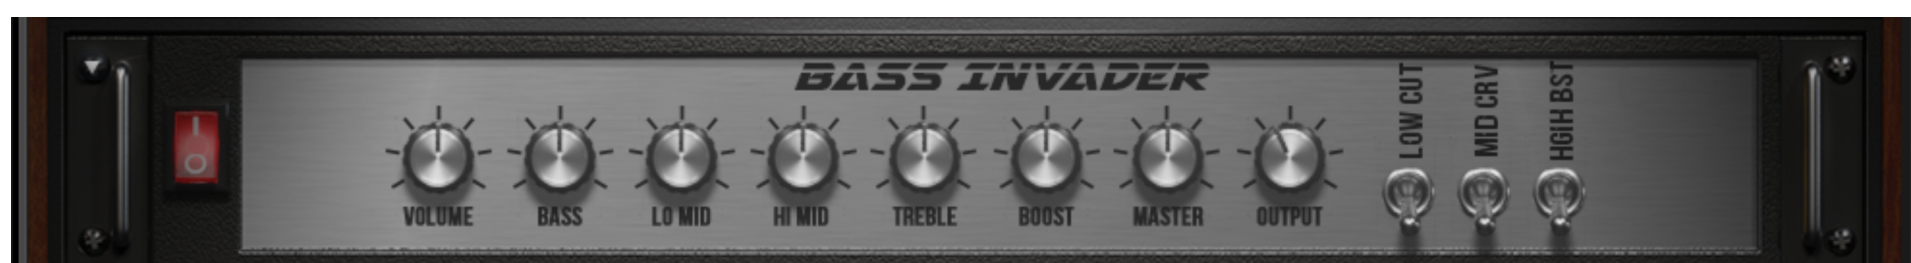 BASS INVADER
LOW CUT
MID CRV
HGIH BST
VOLUME BASS LO MID HI MID TREBLE BOOST MASTER OUTPUT